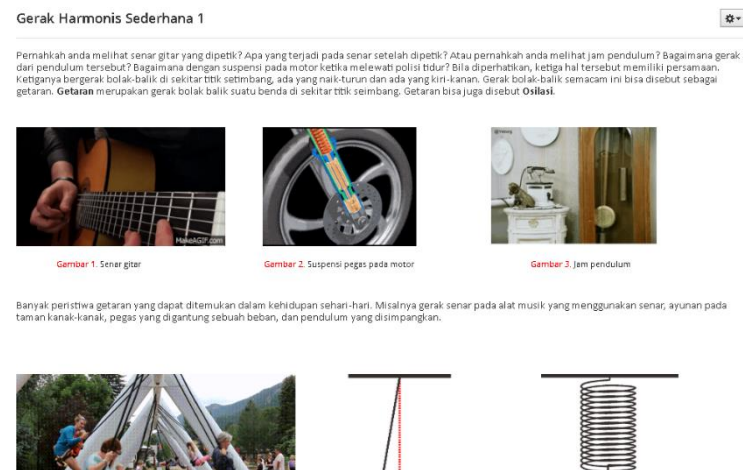 Gerak Harmonis Sederhana 1
Pernahkah anda melihat senar gitar yang dipetik? Apa yang terjadi pada senar setelah dipetik? Atau pernahkah anda melihat jam pendulum? Bagaimana gerak
dari pendulum tersebut? Bagaimana dengan suspensi pada motor ketika melewati polisi tidur? Bila diperhatikan, ketiga hal tersebut memiliki persamaan.
Ketiganya bergerak bolak-balik di sekitar titik setimbang, ada yang naik-turun dan ada yang kiri-kanan. Gerak bolak-balik semacam ini bisa disebut sebagai
getaran. Getaran merupakan gerak bolak balik suatu benda di sekitar titik seimbang. Getaran bisa juga disebut Osilasi.
MakeAGIF.com
Gambar 1. Senar gitar
Gambar 2. Suspensi pegas pada motor
Gambar 3. Jam pendulum
Banyak peristiwa getaran yang dapat ditemukan dalam kehidupan sehari-hari. Misalnya gerak senar pada alat musik yang menggunakan senar, ayunan pada
taman kanak-kanak, pegas yang digantung sebuah beban, dan pendulum yang disimpangkan.